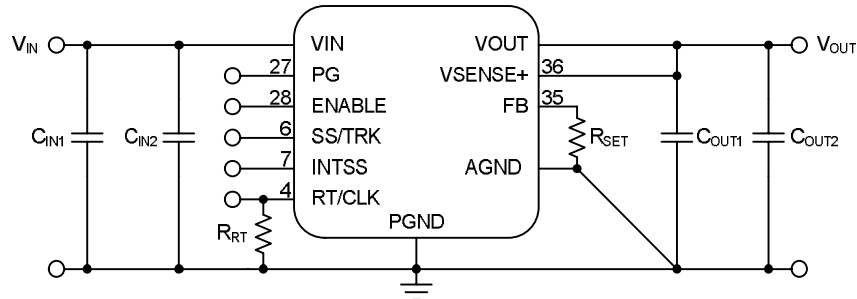 VIN VIN VOUT VOUT
27 PG VSENSE+ 36
28 ENABLE FB 35
CIN1 CIN2 6 SS/TRK RSET COUT1 COUT2
7 INTSS AGND
4 RT/CLK
RRT PGND